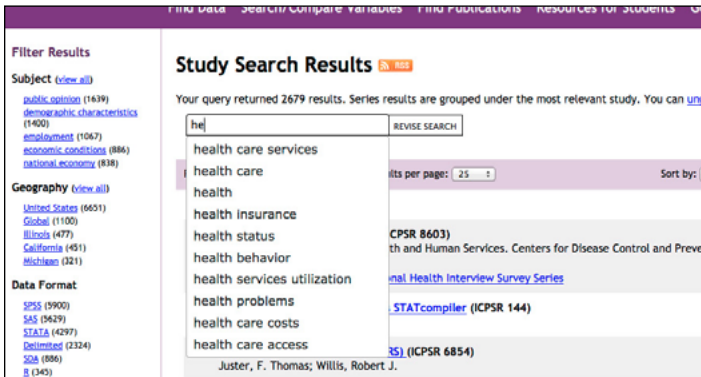 Find Data Search/Compare Variables Find Publications Resources for Students
Filter Results
Subject (view all)
public opinion (1639)
demographic characteristics
(1400)
employment (1067)
economic conditions (886)
national economy (838)
Geography (view all)
United States (6651)
Global (1100)
Illinois (477)
California (451)
Michigan (321)
Data Format
SPSS (5900)
SAS (5629)
STATA (4297)
Delimited (2324)
SDA (886)
R (345)
Study Search Results RSS
Your query returned 2679 results. Series results are grouped under the most relevant study. You can
he REVISE SEARCH
health care services
health care
health
health insurance
health status
health behavior
health services utilization
health problems
health care costs
health care access
per page: 25 Sort by:
(ICPSR 8603)
and Human Services. Centers for Disease Control and
Health Interview Survey Series
STATcompiler (ICPSR 144)
(ICPSR 6854)
Juster, F. Thomas; Willis, Robert J.